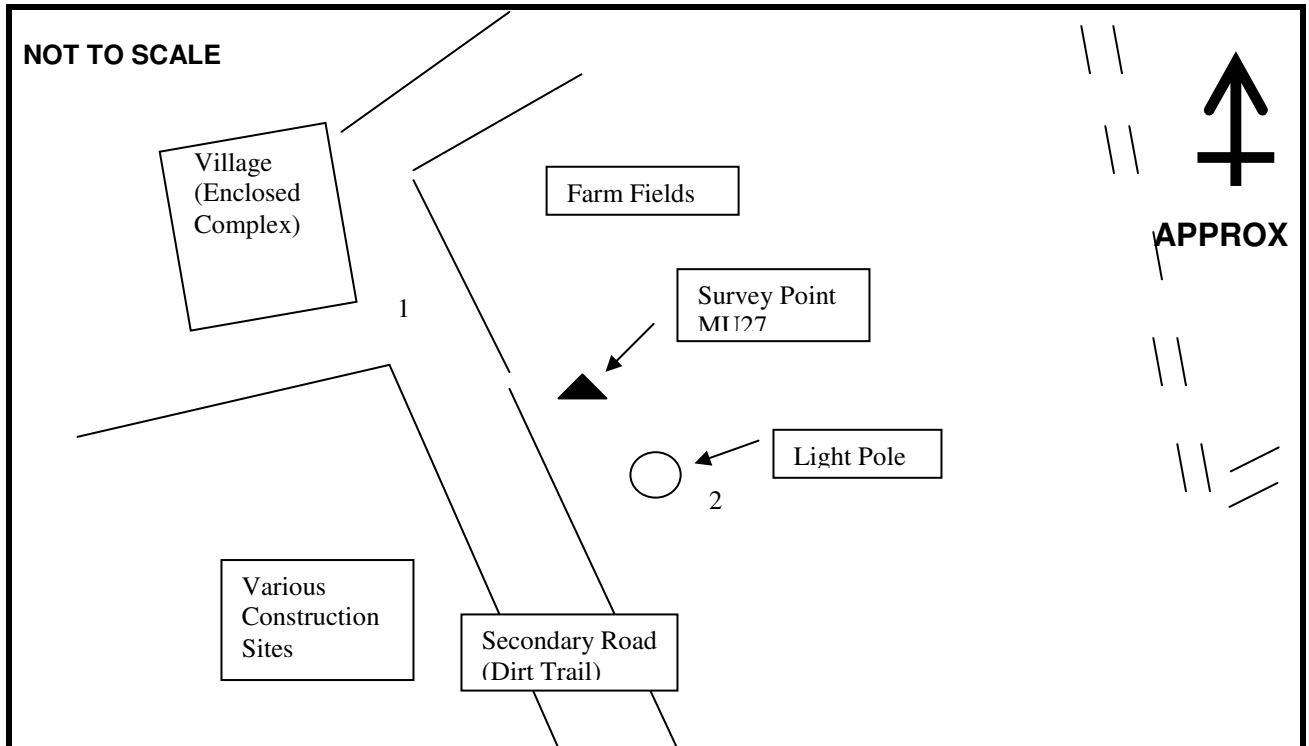 NOT TO SCALE
Village
(Enclosed
Complex)
Farm Fields
APPROX
Survey Point
MU27
1
Light Pole
2
Various
Construction
Sites
Secondary Road
(Dirt Trail)